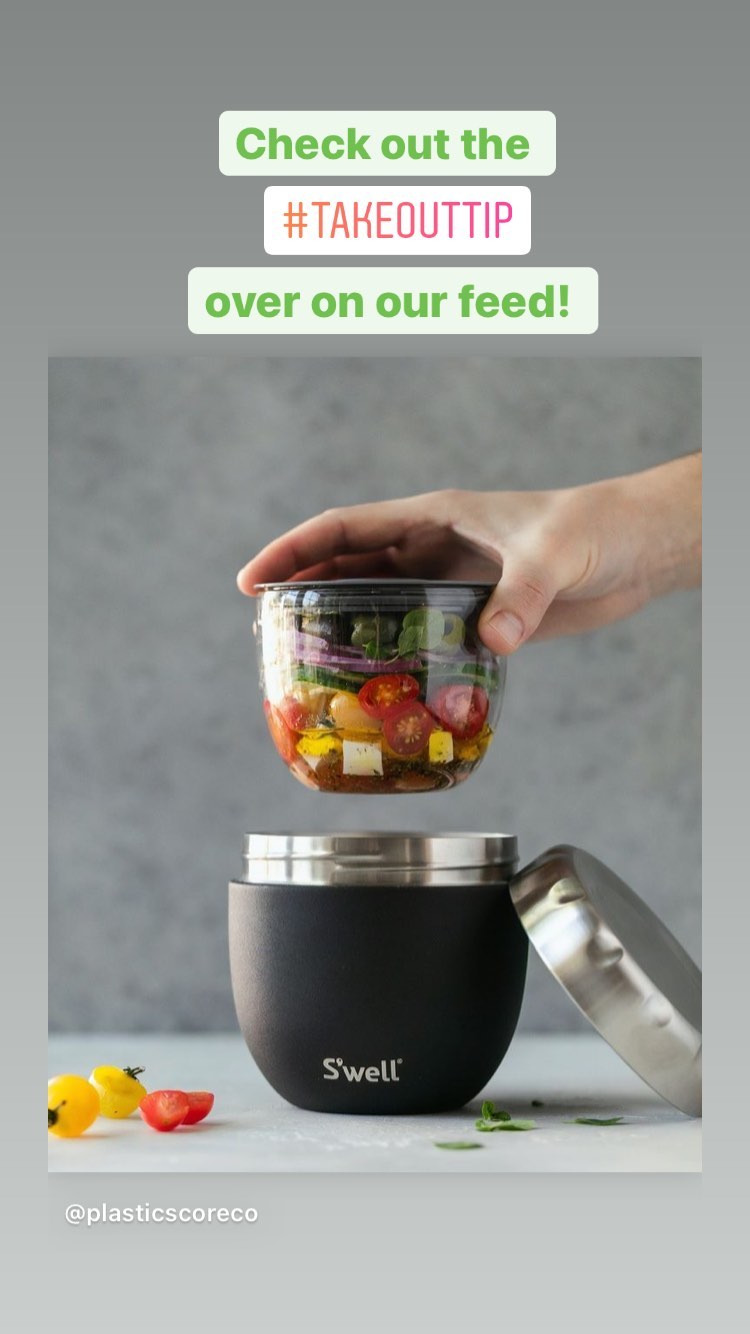 Check out the
#TAKEOUTTIP
over on our feed!
S'well®
@plasticscoreco